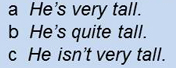 a He's very tall.
b He's quite tall.
c He isn't very tall.